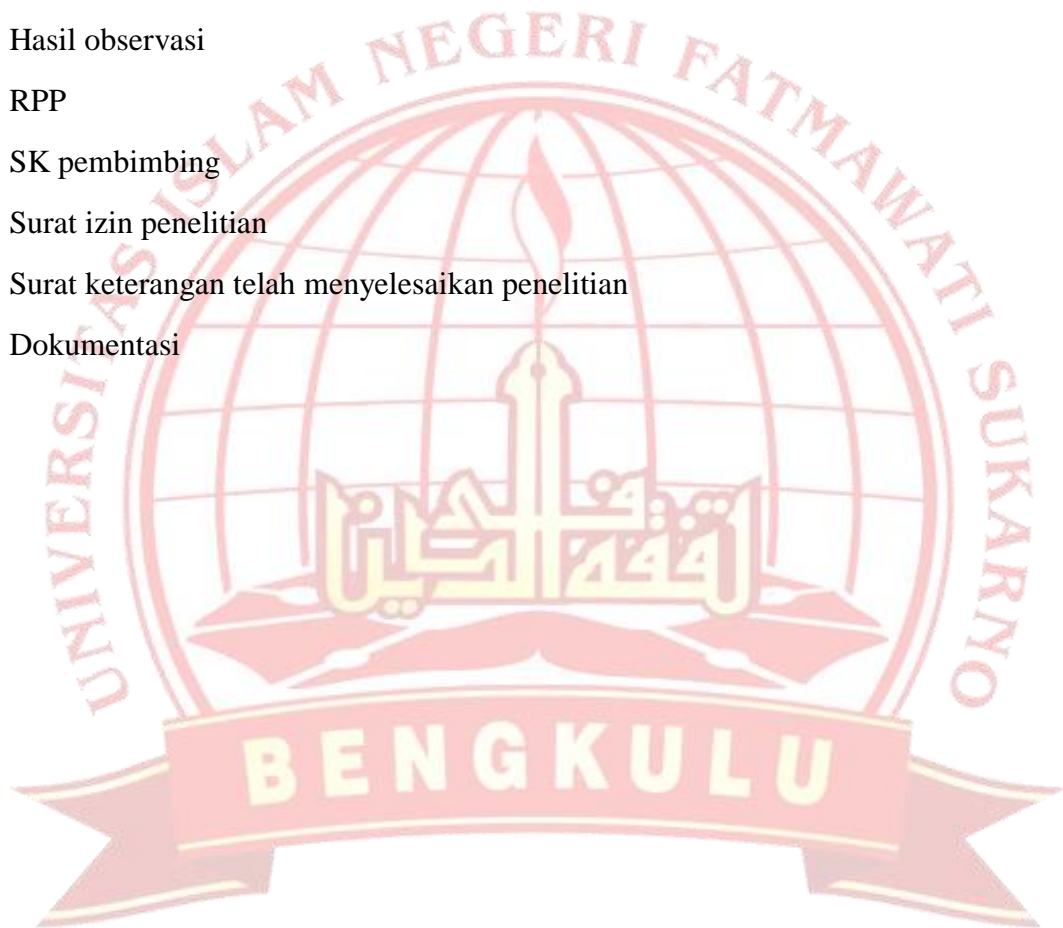 Hasil observasi
RPP
SK pembimbing
Surat izin penelitian
Surat keterangan telah menyelesaikan penelitian
Dokumentasi
UNIVERSITAS ISLAM NEGERI FATMAWATI SUKARNO
BENGKULU